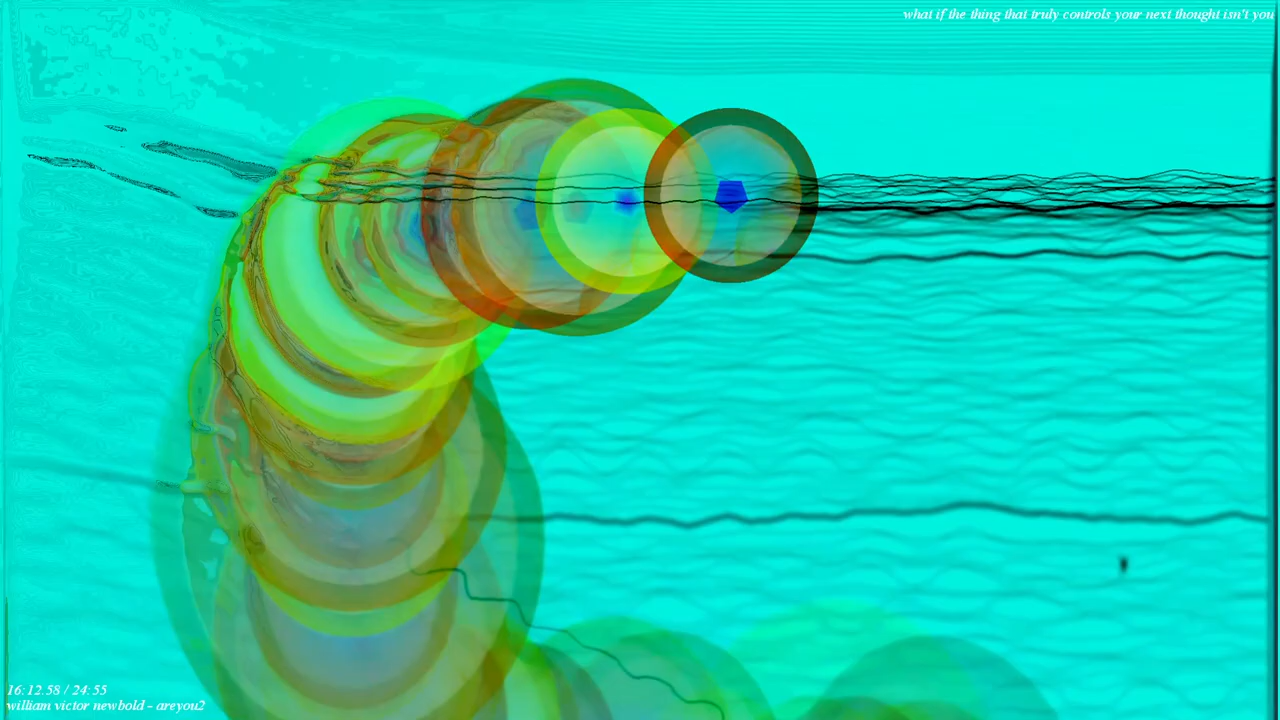 what if the thing that truly controls your next thought isn't you
16:12.58 / 24:55
william victor newbold - areyou2